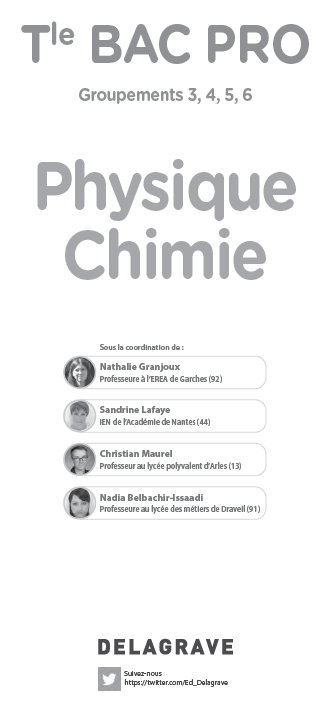 Tle BAC PRO
Groupements 3, 4, 5, 6
Physique
Chimie
Sous la coordination de :
Nathalie Granjoux
Professeure à l'EREA de Garches (92)
Sandrine Lafaye
IEN de l'Académie de Nantes (44)
Christian Maurel
Professeur au lycée polyvalent d'Arles (13)
Nadia Belbachir-Issaadi
Professeure au lycée des métiers de Draveil (91)
DELAGRAVE
Suivez-nous
https://twitter.com/Ed_Delagrave